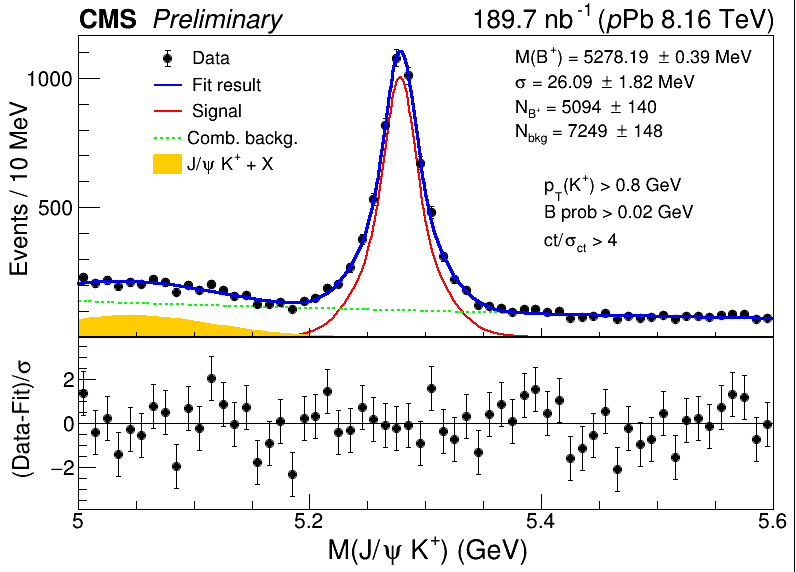 CMS Preliminary 189.7 nb⁻¹ (pPb 8.16 TeV)
Data
Fit result
Signal
Comb. backg.
J/ψ K⁺ + X
M(B⁺) = 5278.19 ± 0.39 MeV
σ = 26.09 ± 1.82 MeV
N_B⁺ = 5094 ± 140
N_bkg = 7249 ± 148
p_T(K⁺) > 0.8 GeV
B prob > 0.02 GeV
ct/σ_ct > 4
Events / 10 MeV
1000
500
(Data-Fit)/σ
2
0
−2
5 5.2 5.4 5.6
M(J/ψ K⁺) (GeV)